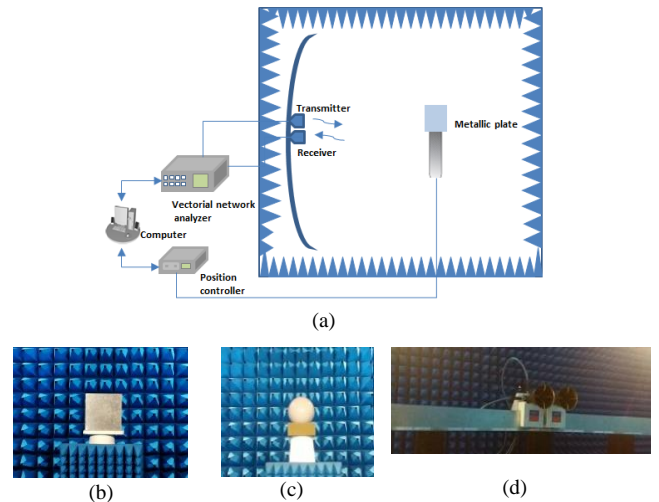 Transmitter
Metallic plate
Receiver
Vectorial network
analyzer
Computer
Position
controller
(a)
(b)
(c)
(d)